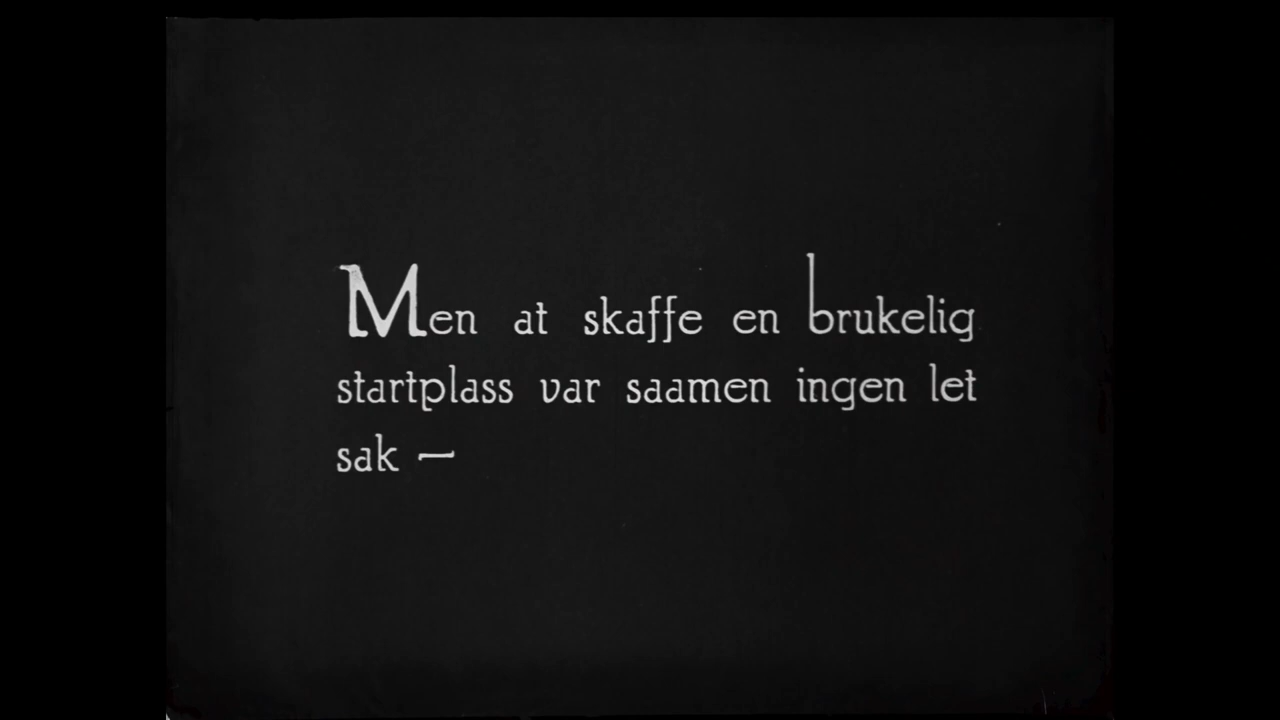 Men at skaffe en brukelig
startplass var saamen ingen let
sak —